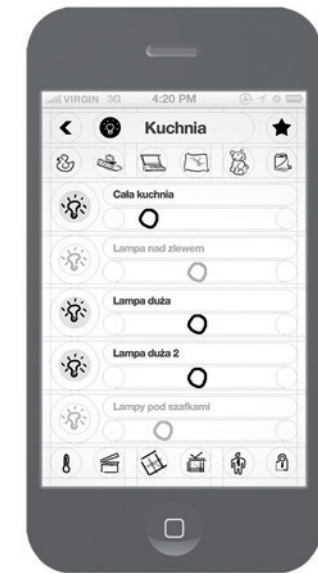 VIRGIN 3G 4:20 PM
Kuchnia
Cała kuchnia
Lampa nad zlewem
Lampa duża
Lampa duża 2
Lampy pod szafkami